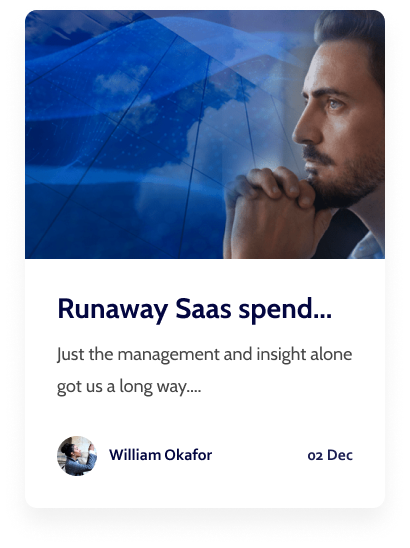 Runaway Saas spend...
Just the management and insight alone
got us a long way....
William Okafor
02 Dec